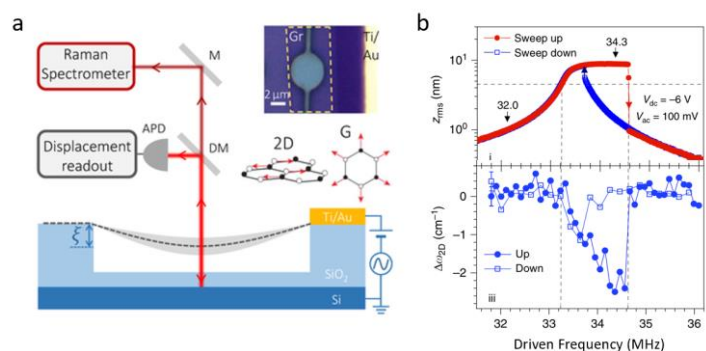 a
Raman
Spectrometer
M
Gr
Ti/
Au
2 μm
Displacement
readout
APD
DM
2D
G
ξ
Ti/Au
SiO₂
Si
b
Sweep up
Sweep down
34.3
32.0
V_dc = −6 V
V_ac = 100 mV
z_rms (nm)
10¹
10⁰
i
Δω_2D (cm⁻¹)
0
−1
−2
Up
Down
iii
32 33 34 35 36
Driven Frequency (MHz)